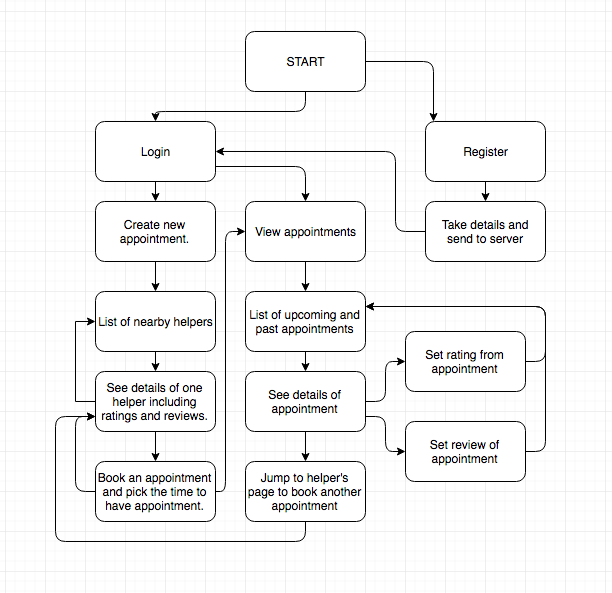 START
Login
Register
Create new
appointment.
View appointments
Take details and
send to server
List of nearby helpers
List of upcoming and
past appointments
Set rating from
appointment
See details of one
helper including
ratings and reviews.
See details of
appointment
Set review of
appointment
Book an appointment
and pick the time to
have appointment.
Jump to helper's
page to book another
appointment